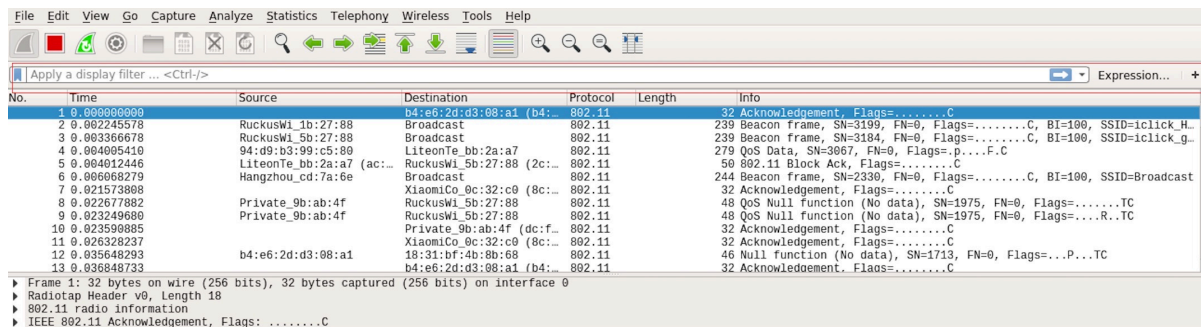 File Edit View Go Capture Analyze Statistics Telephony Wireless Tools Help
Apply a display filter ... <Ctrl-/> Expression... +
No. Time Source Destination Protocol Length Info
1 0.000000000 b4:e6:2d:d3:08:a1 (b4:… 802.11 32 Acknowledgement, Flags=........C
2 0.002245578 RuckusWi_1b:27:88 Broadcast 802.11 239 Beacon frame, SN=3199, FN=0, Flags=........C, BI=100, SSID=iclick_H…
3 0.003366678 RuckusWi_5b:27:88 Broadcast 802.11 239 Beacon frame, SN=3184, FN=0, Flags=........C, BI=100, SSID=iclick_g…
4 0.004005410 94:d9:b3:99:c5:80 LiteonTe_bb:2a:a7 802.11 279 QoS Data, SN=3067, FN=0, Flags=.p....F.C
5 0.004012446 LiteonTe_bb:2a:a7 (ac:… RuckusWi_5b:27:88 (2c:… 802.11 50 802.11 Block Ack, Flags=........C
6 0.006068279 Hangzhou_cd:7a:6e Broadcast 802.11 244 Beacon frame, SN=2330, FN=0, Flags=........C, BI=100, SSID=Broadcast
7 0.021573808 XiaomiCo_0c:32:c0 (8c:… 802.11 32 Acknowledgement, Flags=........C
8 0.022677882 Private_9b:ab:4f RuckusWi_5b:27:88 802.11 48 QoS Null function (No data), SN=1975, FN=0, Flags=.......TC
9 0.023249680 Private_9b:ab:4f RuckusWi_5b:27:88 802.11 48 QoS Null function (No data), SN=1975, FN=0, Flags=....R..TC
10 0.023590885 Private_9b:ab:4f (dc:f… 802.11 32 Acknowledgement, Flags=........C
11 0.026328237 XiaomiCo_0c:32:c0 (8c:… 802.11 32 Acknowledgement, Flags=........C
12 0.035648293 b4:e6:2d:d3:08:a1 18:31:bf:4b:8b:68 802.11 46 Null function (No data), SN=1713, FN=0, Flags=...P...TC
13 0.036848733 b4:e6:2d:d3:08:a1 (b4:… 802.11 32 Acknowledgement, Flags=........C
Frame 1: 32 bytes on wire (256 bits), 32 bytes captured (256 bits) on interface 0
Radiotap Header v0, Length 18
802.11 radio information
IEEE 802.11 Acknowledgement, Flags: ........C